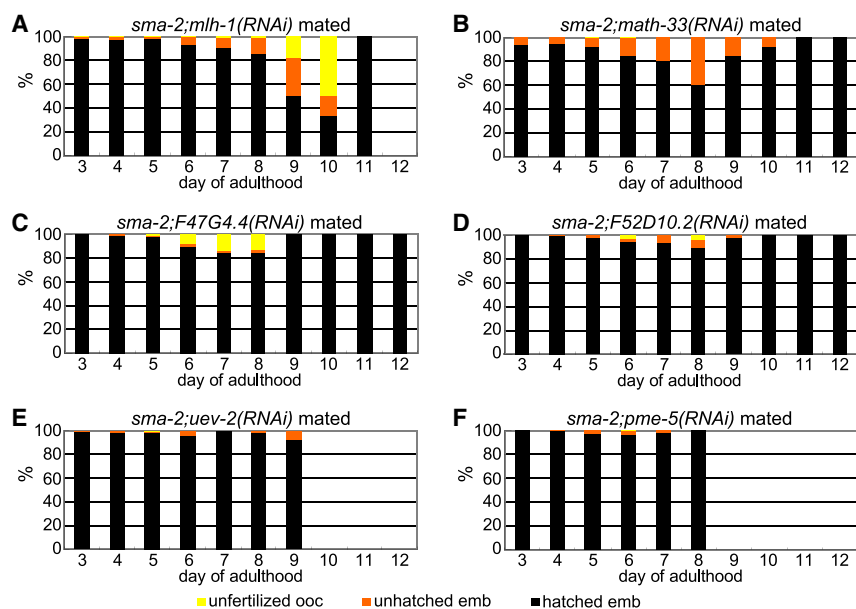 A sma-2;mlh-1(RNAi) mated
%
100
80
60
40
20
0
3 4 5 6 7 8 9 10 11 12
day of adulthood
B sma-2;math-33(RNAi) mated
%
100
80
60
40
20
0
3 4 5 6 7 8 9 10 11 12
day of adulthood
C sma-2;F47G4.4(RNAi) mated
%
100
80
60
40
20
0
3 4 5 6 7 8 9 10 11 12
day of adulthood
D sma-2;F52D10.2(RNAi) mated
%
100
80
60
40
20
0
3 4 5 6 7 8 9 10 11 12
day of adulthood
E sma-2;uev-2(RNAi) mated
%
100
80
60
40
20
0
3 4 5 6 7 8 9 10 11 12
day of adulthood
F sma-2;pme-5(RNAi) mated
%
100
80
60
40
20
0
3 4 5 6 7 8 9 10 11 12
day of adulthood
unfertilized ooc unhatched emb hatched emb